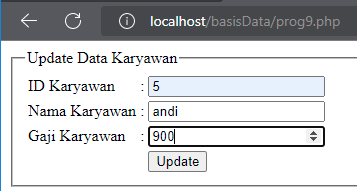 localhost/basisData/prog9.php
Update Data Karyawan
ID Karyawan : 5
Nama Karyawan : andi
Gaji Karyawan : 900
Update